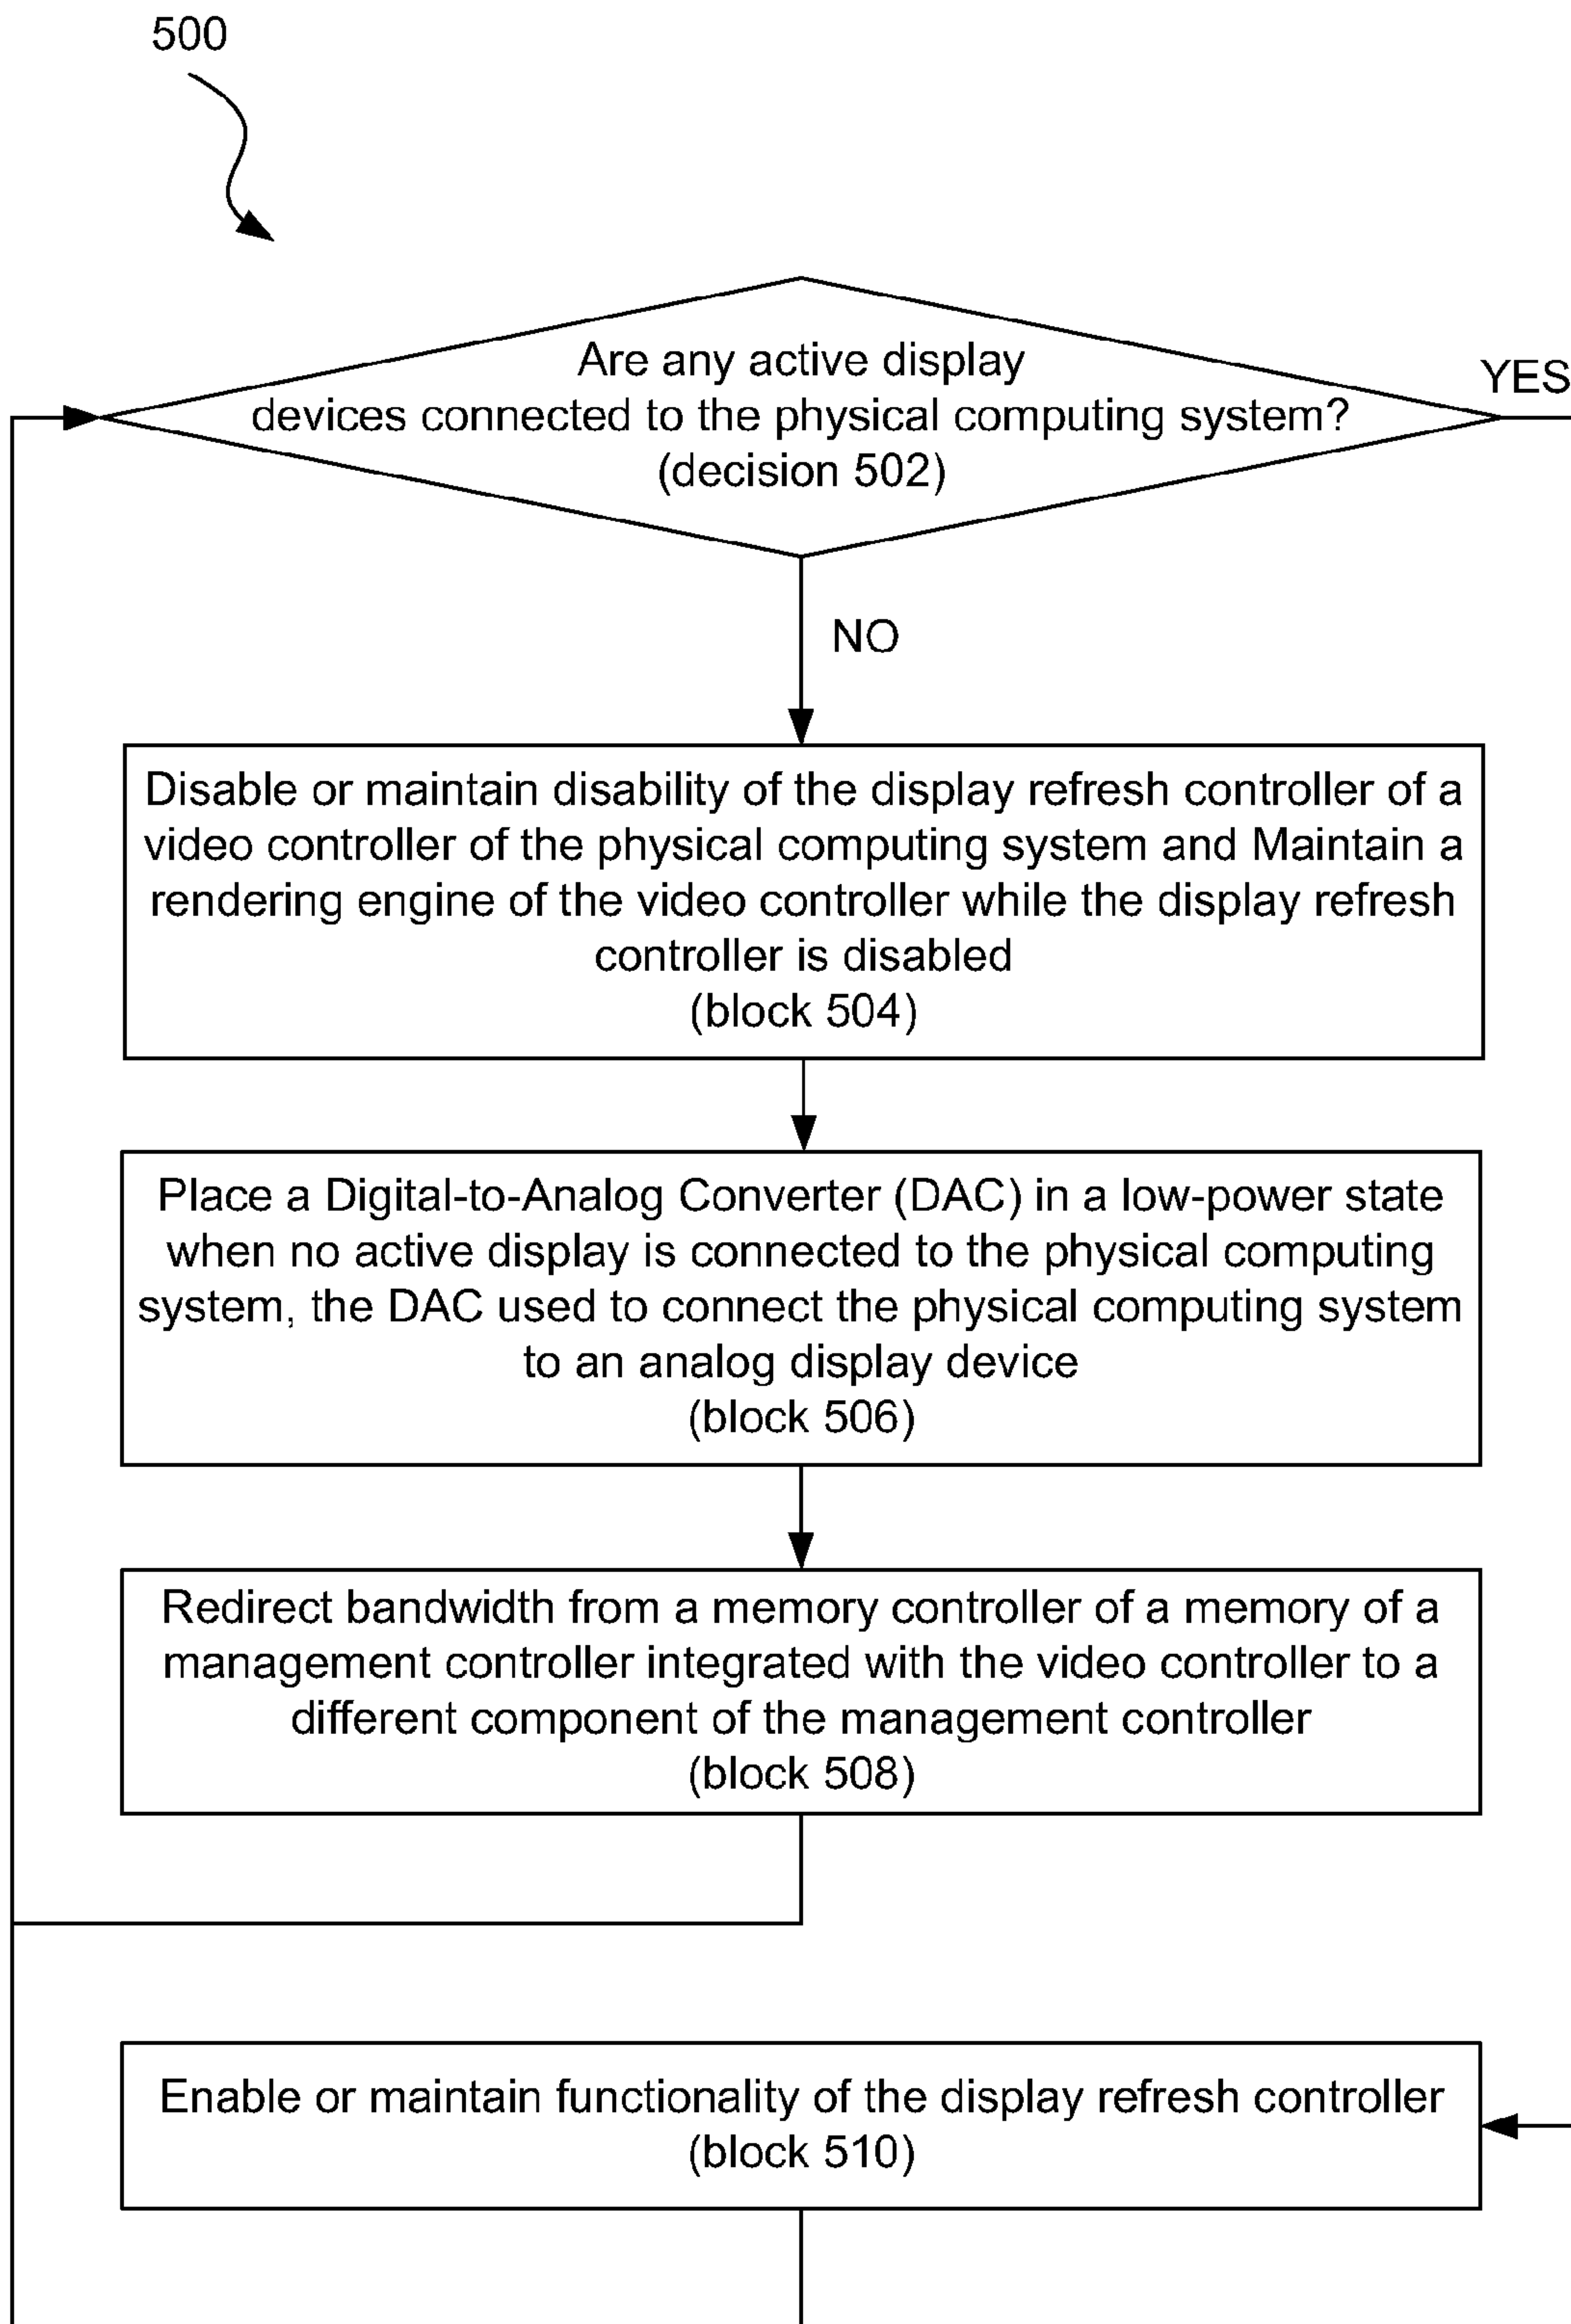 500
Are any active display
devices connected to the physical computing system?
(decision 502)
YES
NO
Disable or maintain disability of the display refresh controller of a
video controller of the physical computing system and Maintain a
rendering engine of the video controller while the display refresh
controller is disabled
(block 504)
Place a Digital-to-Analog Converter (DAC) in a low-power state
when no active display is connected to the physical computing
system, the DAC used to connect the physical computing system
to an analog display device
(block 506)
Redirect bandwidth from a memory controller of a memory of a
management controller integrated with the video controller to a
different component of the management controller
(block 508)
Enable or maintain functionality of the display refresh controller
(block 510)